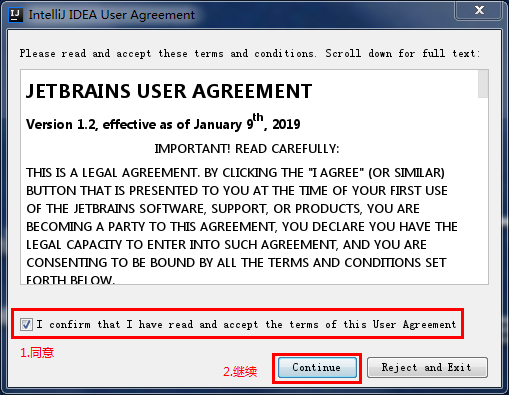 IJ
IntelliJ IDEA User Agreement
Please read and accept these terms and conditions. Scroll down for full text:
JETBRAINS USER AGREEMENT
Version 1.2, effective as of January 9th, 2019
IMPORTANT! READ CAREFULLY:
THIS IS A LEGAL AGREEMENT. BY CLICKING THE "I AGREE" (OR SIMILAR)
BUTTON THAT IS PRESENTED TO YOU AT THE TIME OF YOUR FIRST USE
OF THE JETBRAINS SOFTWARE, SUPPORT, OR PRODUCTS, YOU ARE
BECOMING A PARTY TO THIS AGREEMENT, YOU DECLARE YOU HAVE THE
LEGAL CAPACITY TO ENTER INTO SUCH AGREEMENT, AND YOU ARE
CONSENTING TO BE BOUND BY ALL THE TERMS AND CONDITIONS SET
FORTH BELOW.
I confirm that I have read and accept the terms of this User Agreement
1.同意
2.继续
Continue
Reject and Exit